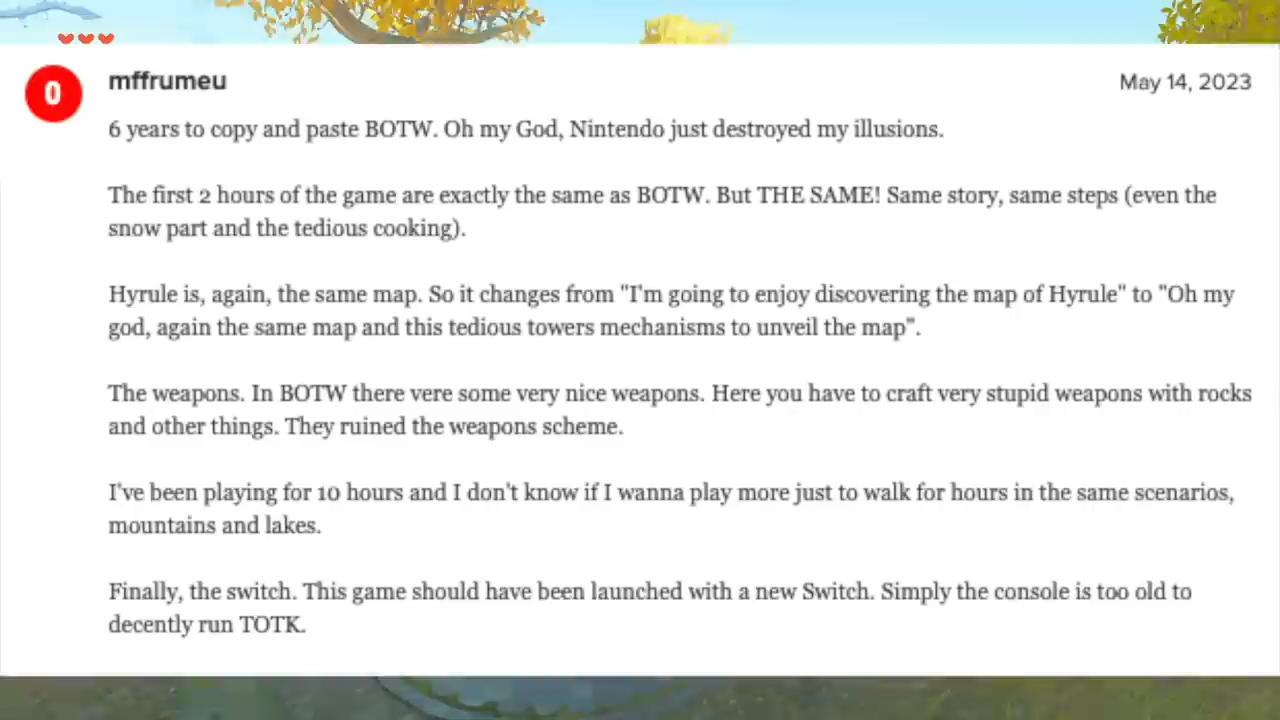 0
mffrumeu
May 14, 2023
6 years to copy and paste BOTW. Oh my God, Nintendo just destroyed my illusions.
The first 2 hours of the game are exactly the same as BOTW. But THE SAME! Same story, same steps (even the
snow part and the tedious cooking).
Hyrule is, again, the same map. So it changes from "I'm going to enjoy discovering the map of Hyrule" to "Oh my
god, again the same map and this tedious towers mechanisms to unveil the map".
The weapons. In BOTW there vere some very nice weapons. Here you have to craft very stupid weapons with rocks
and other things. They ruined the weapons scheme.
I've been playing for 10 hours and I don't know if I wanna play more just to walk for hours in the same scenarios,
mountains and lakes.
Finally, the switch. This game should have been launched with a new Switch. Simply the console is too old to
decently run TOTK.